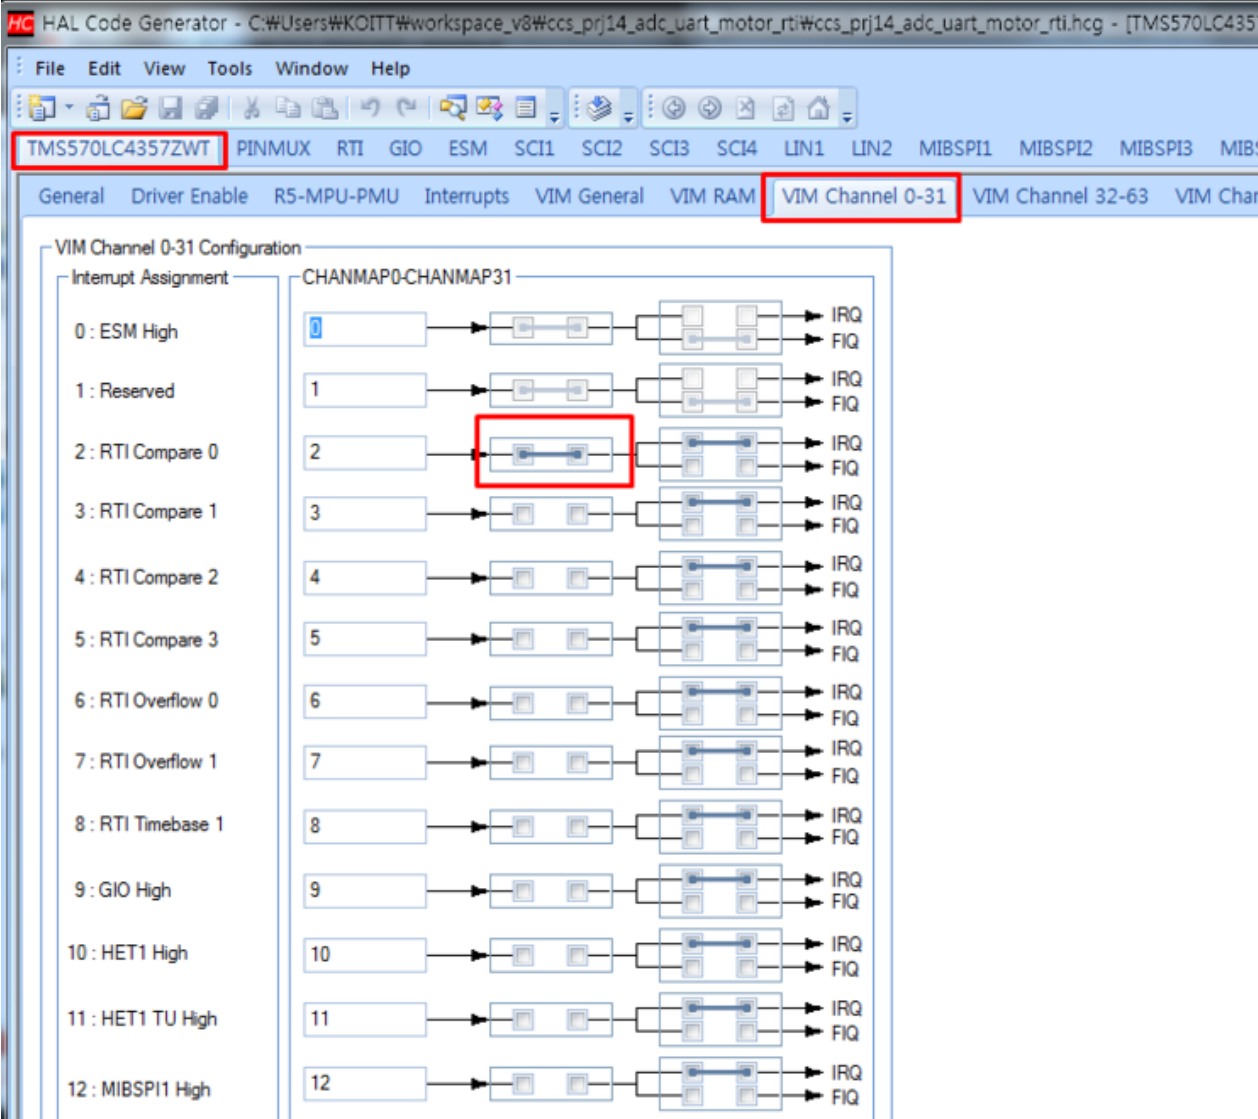 HC HAL Code Generator - C:₩Users₩KOITT₩workspace_v8₩ccs_prj14_adc_uart_motor_rti₩ccs_prj14_adc_uart_motor_rti.hcg - [TMS570LC435
File Edit View Tools Window Help
TMS570LC4357ZWT PINMUX RTI GIO ESM SCI1 SCI2 SCI3 SCI4 LIN1 LIN2 MIBSPI1 MIBSPI2 MIBSPI3 MIBS
General Driver Enable R5-MPU-PMU Interrupts VIM General VIM RAM VIM Channel 0-31 VIM Channel 32-63 VIM Chan
VIM Channel 0-31 Configuration
Interrupt Assignment CHANMAP0-CHANMAP31
0 : ESM High 0 IRQ
FIQ
1 : Reserved 1 IRQ
FIQ
2 : RTI Compare 0 2 IRQ
FIQ
3 : RTI Compare 1 3 IRQ
FIQ
4 : RTI Compare 2 4 IRQ
FIQ
5 : RTI Compare 3 5 IRQ
FIQ
6 : RTI Overflow 0 6 IRQ
FIQ
7 : RTI Overflow 1 7 IRQ
FIQ
8 : RTI Timebase 1 8 IRQ
FIQ
9 : GIO High 9 IRQ
FIQ
10 : HET1 High 10 IRQ
FIQ
11 : HET1 TU High 11 IRQ
FIQ
12 : MIBSPI1 High 12 IRQ
FIQ